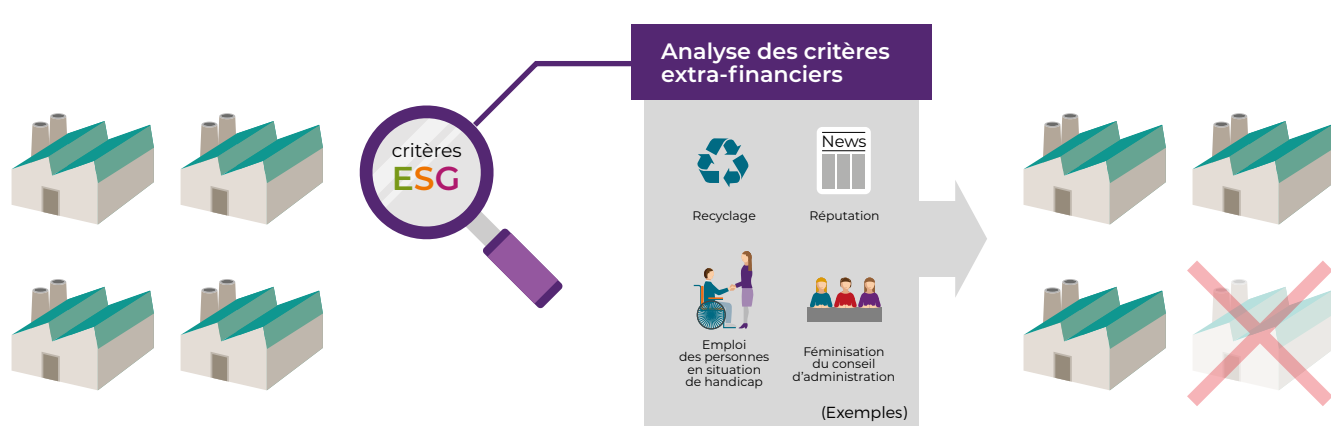 Analyse des critères
extra-financiers
critères
ESG
News
Recyclage
Réputation
Emploi
des personnes
en situation
de handicap
Féminisation
du conseil
d'administration
(Exemples)